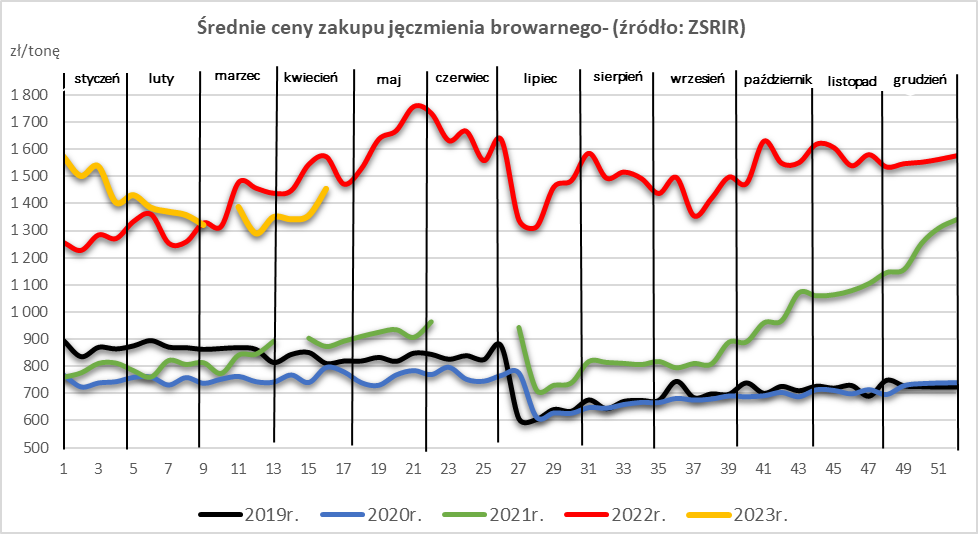 Średnie ceny zakupu jęczmienia browarnego- (źródło: ZSRIR)
zł/tonę
styczeń luty marzec kwiecień maj czerwiec lipiec sierpień wrzesień październik listopad grudzień
1 800
1 700
1 600
1 500
1 400
1 300
1 200
1 100
1 000
900
800
700
600
500
1 3 5 7 9 11 13 15 17 19 21 23 25 27 29 31 33 35 37 39 41 43 45 47 49 51
2019r. 2020r. 2021r. 2022r. 2023r.